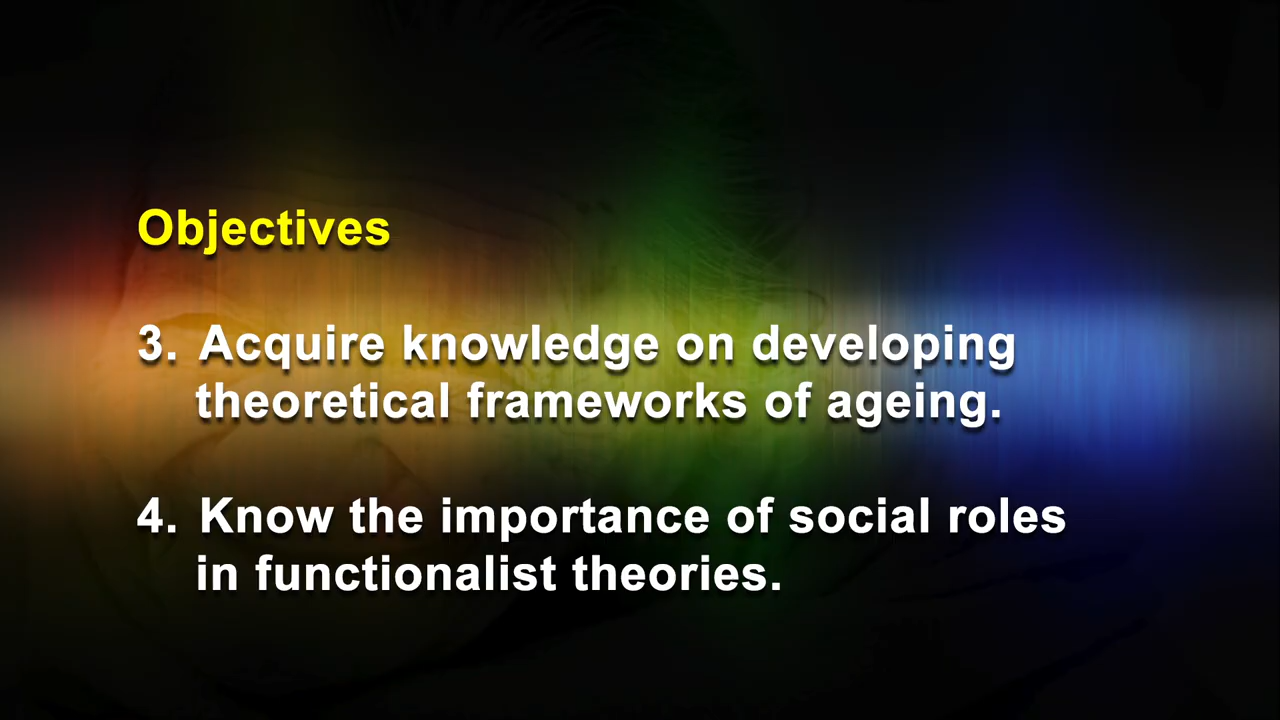 Objectives
3. Acquire knowledge on developing
theoretical frameworks of ageing.
4. Know the importance of social roles
in functionalist theories.